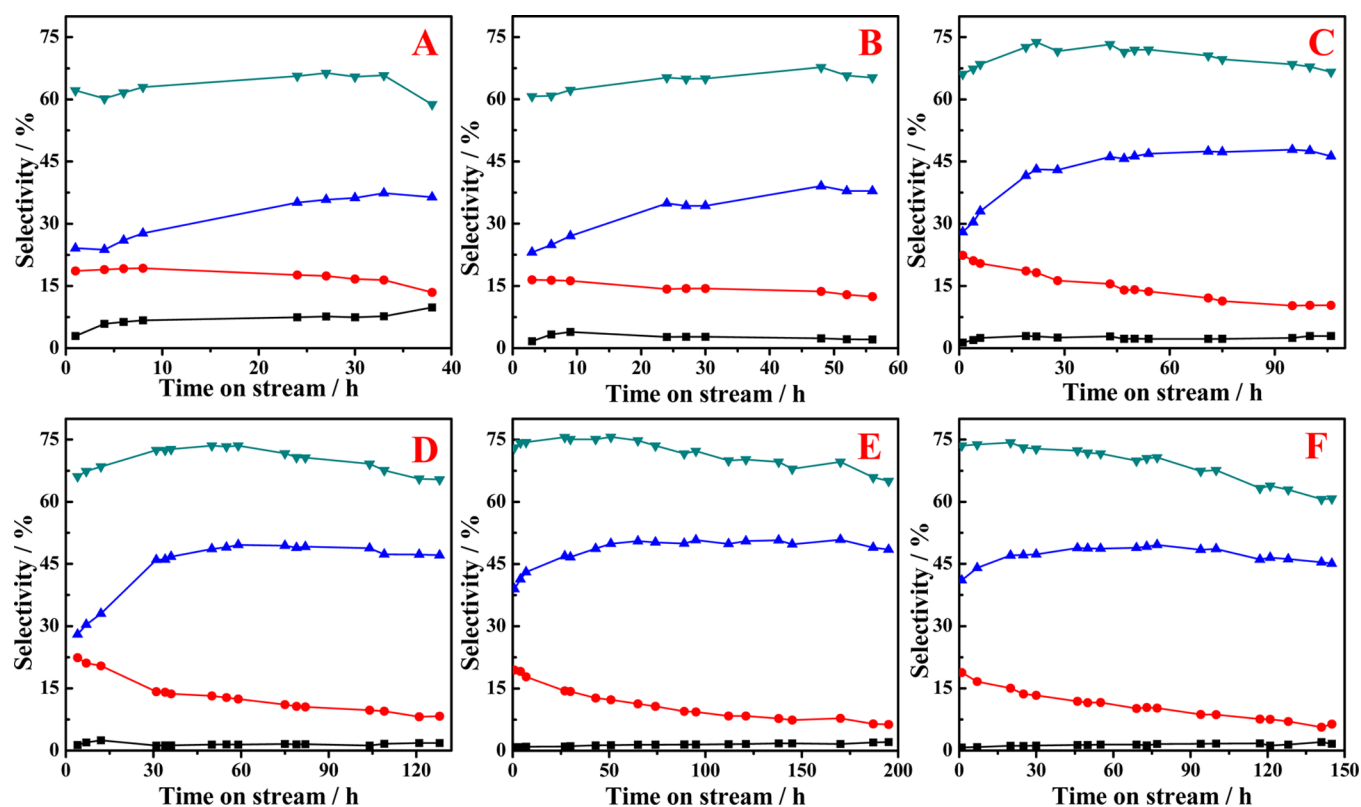 A
Selectivity / %
75
60
45
30
15
0
0 10 20 30 40
Time on stream / h
B
Selectivity / %
75
60
45
30
15
0
0 10 20 30 40 50 60
Time on stream / h
C
Selectivity / %
75
60
45
30
15
0
0 30 60 90
Time on stream / h
D
Selectivity / %
75
60
45
30
15
0
0 30 60 90 120
Time on stream / h
E
Selectivity / %
75
60
45
30
15
0
0 50 100 150 200
Time on stream / h
F
Selectivity / %
75
60
45
30
15
0
0 30 60 90 120 150
Time on stream / h